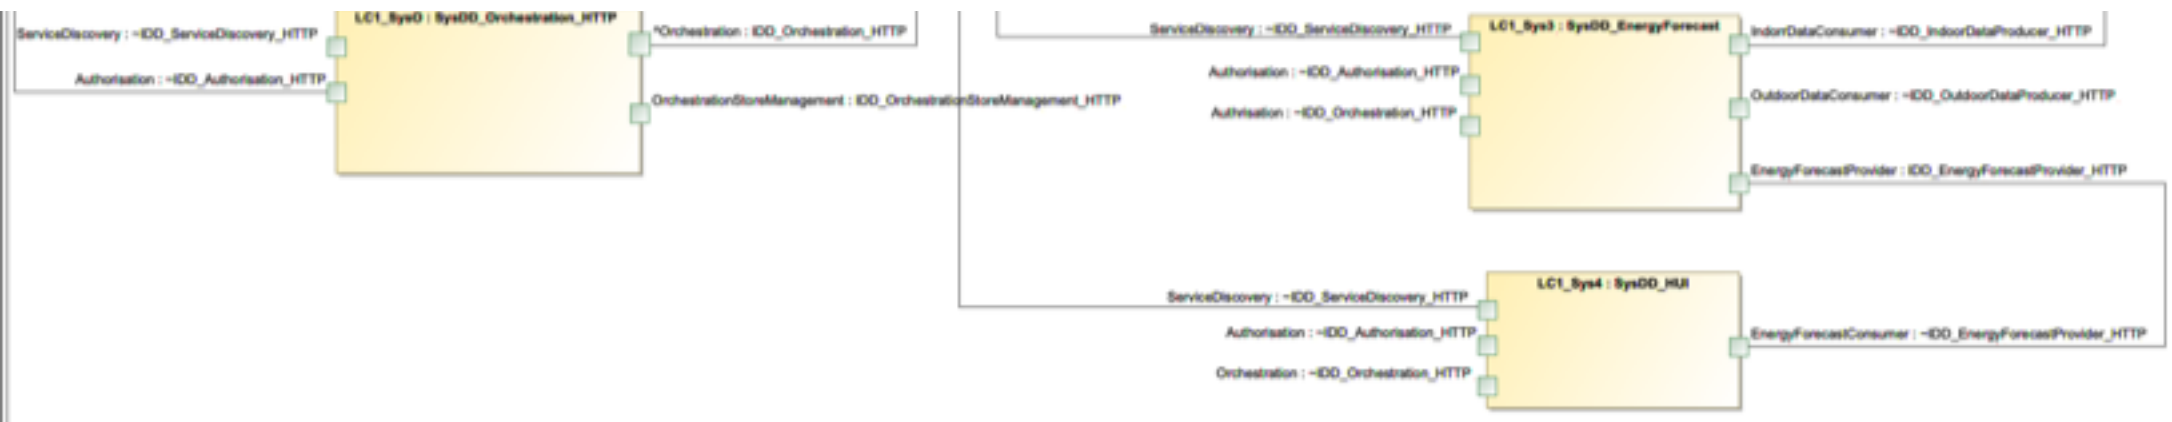 LC1_SysO : SysDD_Orchestration_HTTP
ServiceDiscovery : ~IDD_ServiceDiscovery_HTTP
Authorisation : ~IDD_Authorisation_HTTP
^Orchestration : IDD_Orchestration_HTTP
OrchestrationStoreManagement : IDD_OrchestrationStoreManagement_HTTP
LC1_Sys3 : SysDD_EnergyForecast
ServiceDiscovery : ~IDD_ServiceDiscovery_HTTP
Authorisation : ~IDD_Authorisation_HTTP
Authrisation : ~IDD_Orchestration_HTTP
IndorrDataConsumer : ~IDD_IndoorDataProducer_HTTP
OutdoorDataConsumer : ~IDD_OutdoorDataProducer_HTTP
EnergyForecastProvider : IDD_EnergyForecastProvider_HTTP
LC1_Sys4 : SysDD_HUI
ServiceDiscovery : ~IDD_ServiceDiscovery_HTTP
Authorisation : ~IDD_Authorisation_HTTP
Orchestration : ~IDD_Orchestration_HTTP
EnergyForecastConsumer : ~IDD_EnergyForecastProvider_HTTP